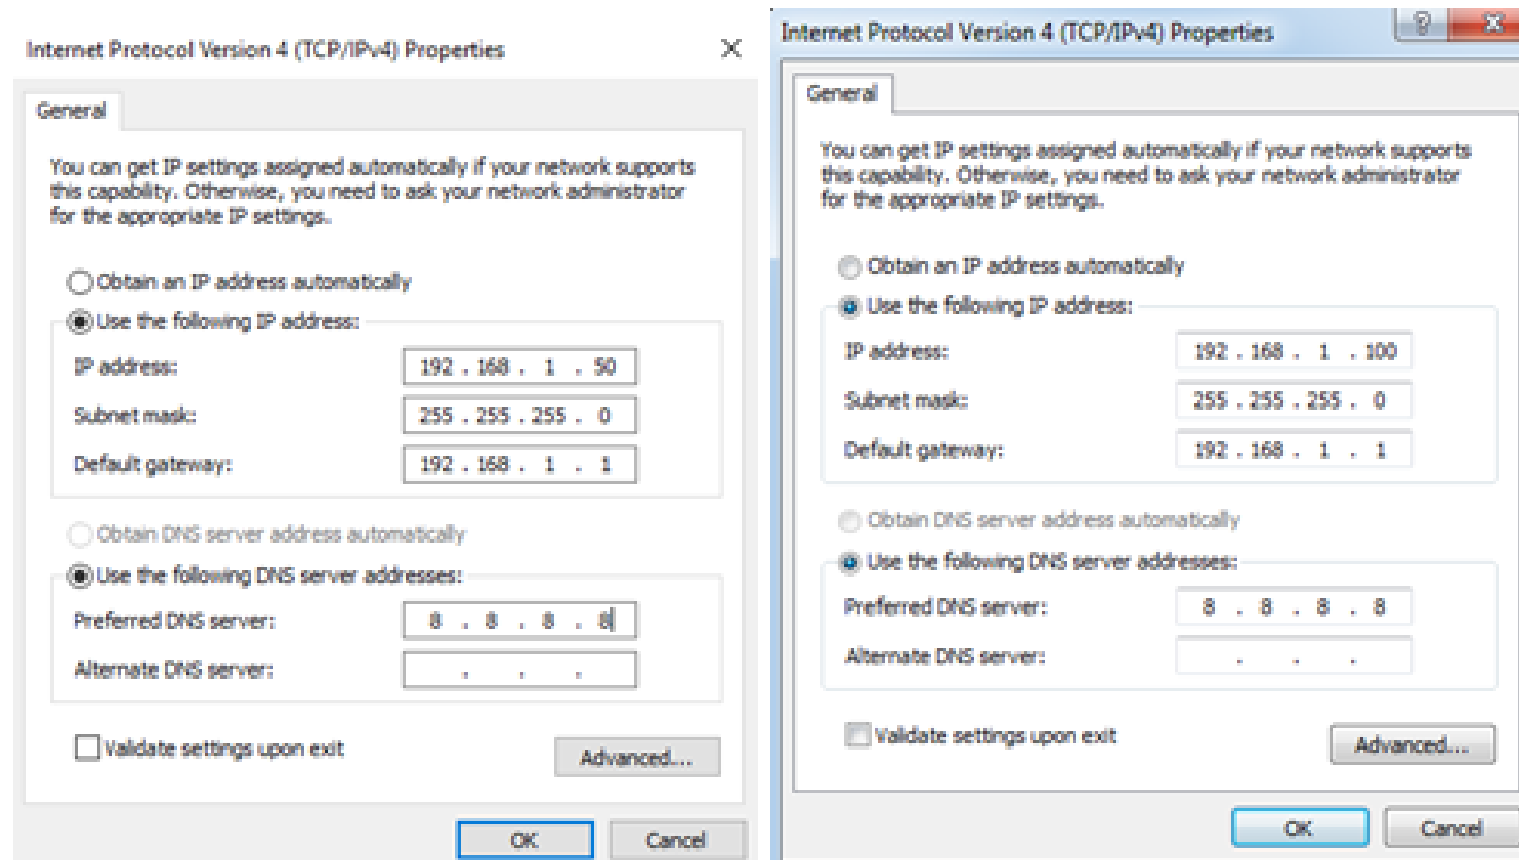 Internet Protocol Version 4 (TCP/IPv4) Properties
General
You can get IP settings assigned automatically if your network supports
this capability. Otherwise, you need to ask your network administrator
for the appropriate IP settings.
Obtain an IP address automatically
Use the following IP address:
IP address: 192 . 168 . 1 . 50
Subnet mask: 255 . 255 . 255 . 0
Default gateway: 192 . 168 . 1 . 1
Obtain DNS server address automatically
Use the following DNS server addresses:
Preferred DNS server: 8 . 8 . 8 . 8
Alternate DNS server: . . .
Validate settings upon exit
Advanced...
OK Cancel
Internet Protocol Version 4 (TCP/IPv4) Properties
General
You can get IP settings assigned automatically if your network supports
this capability. Otherwise, you need to ask your network administrator
for the appropriate IP settings.
Obtain an IP address automatically
Use the following IP address:
IP address: 192 . 168 . 1 . 100
Subnet mask: 255 . 255 . 255 . 0
Default gateway: 192 . 168 . 1 . 1
Obtain DNS server address automatically
Use the following DNS server addresses:
Preferred DNS server: 8 . 8 . 8 . 8
Alternate DNS server: . . .
Validate settings upon exit
Advanced...
OK Cancel